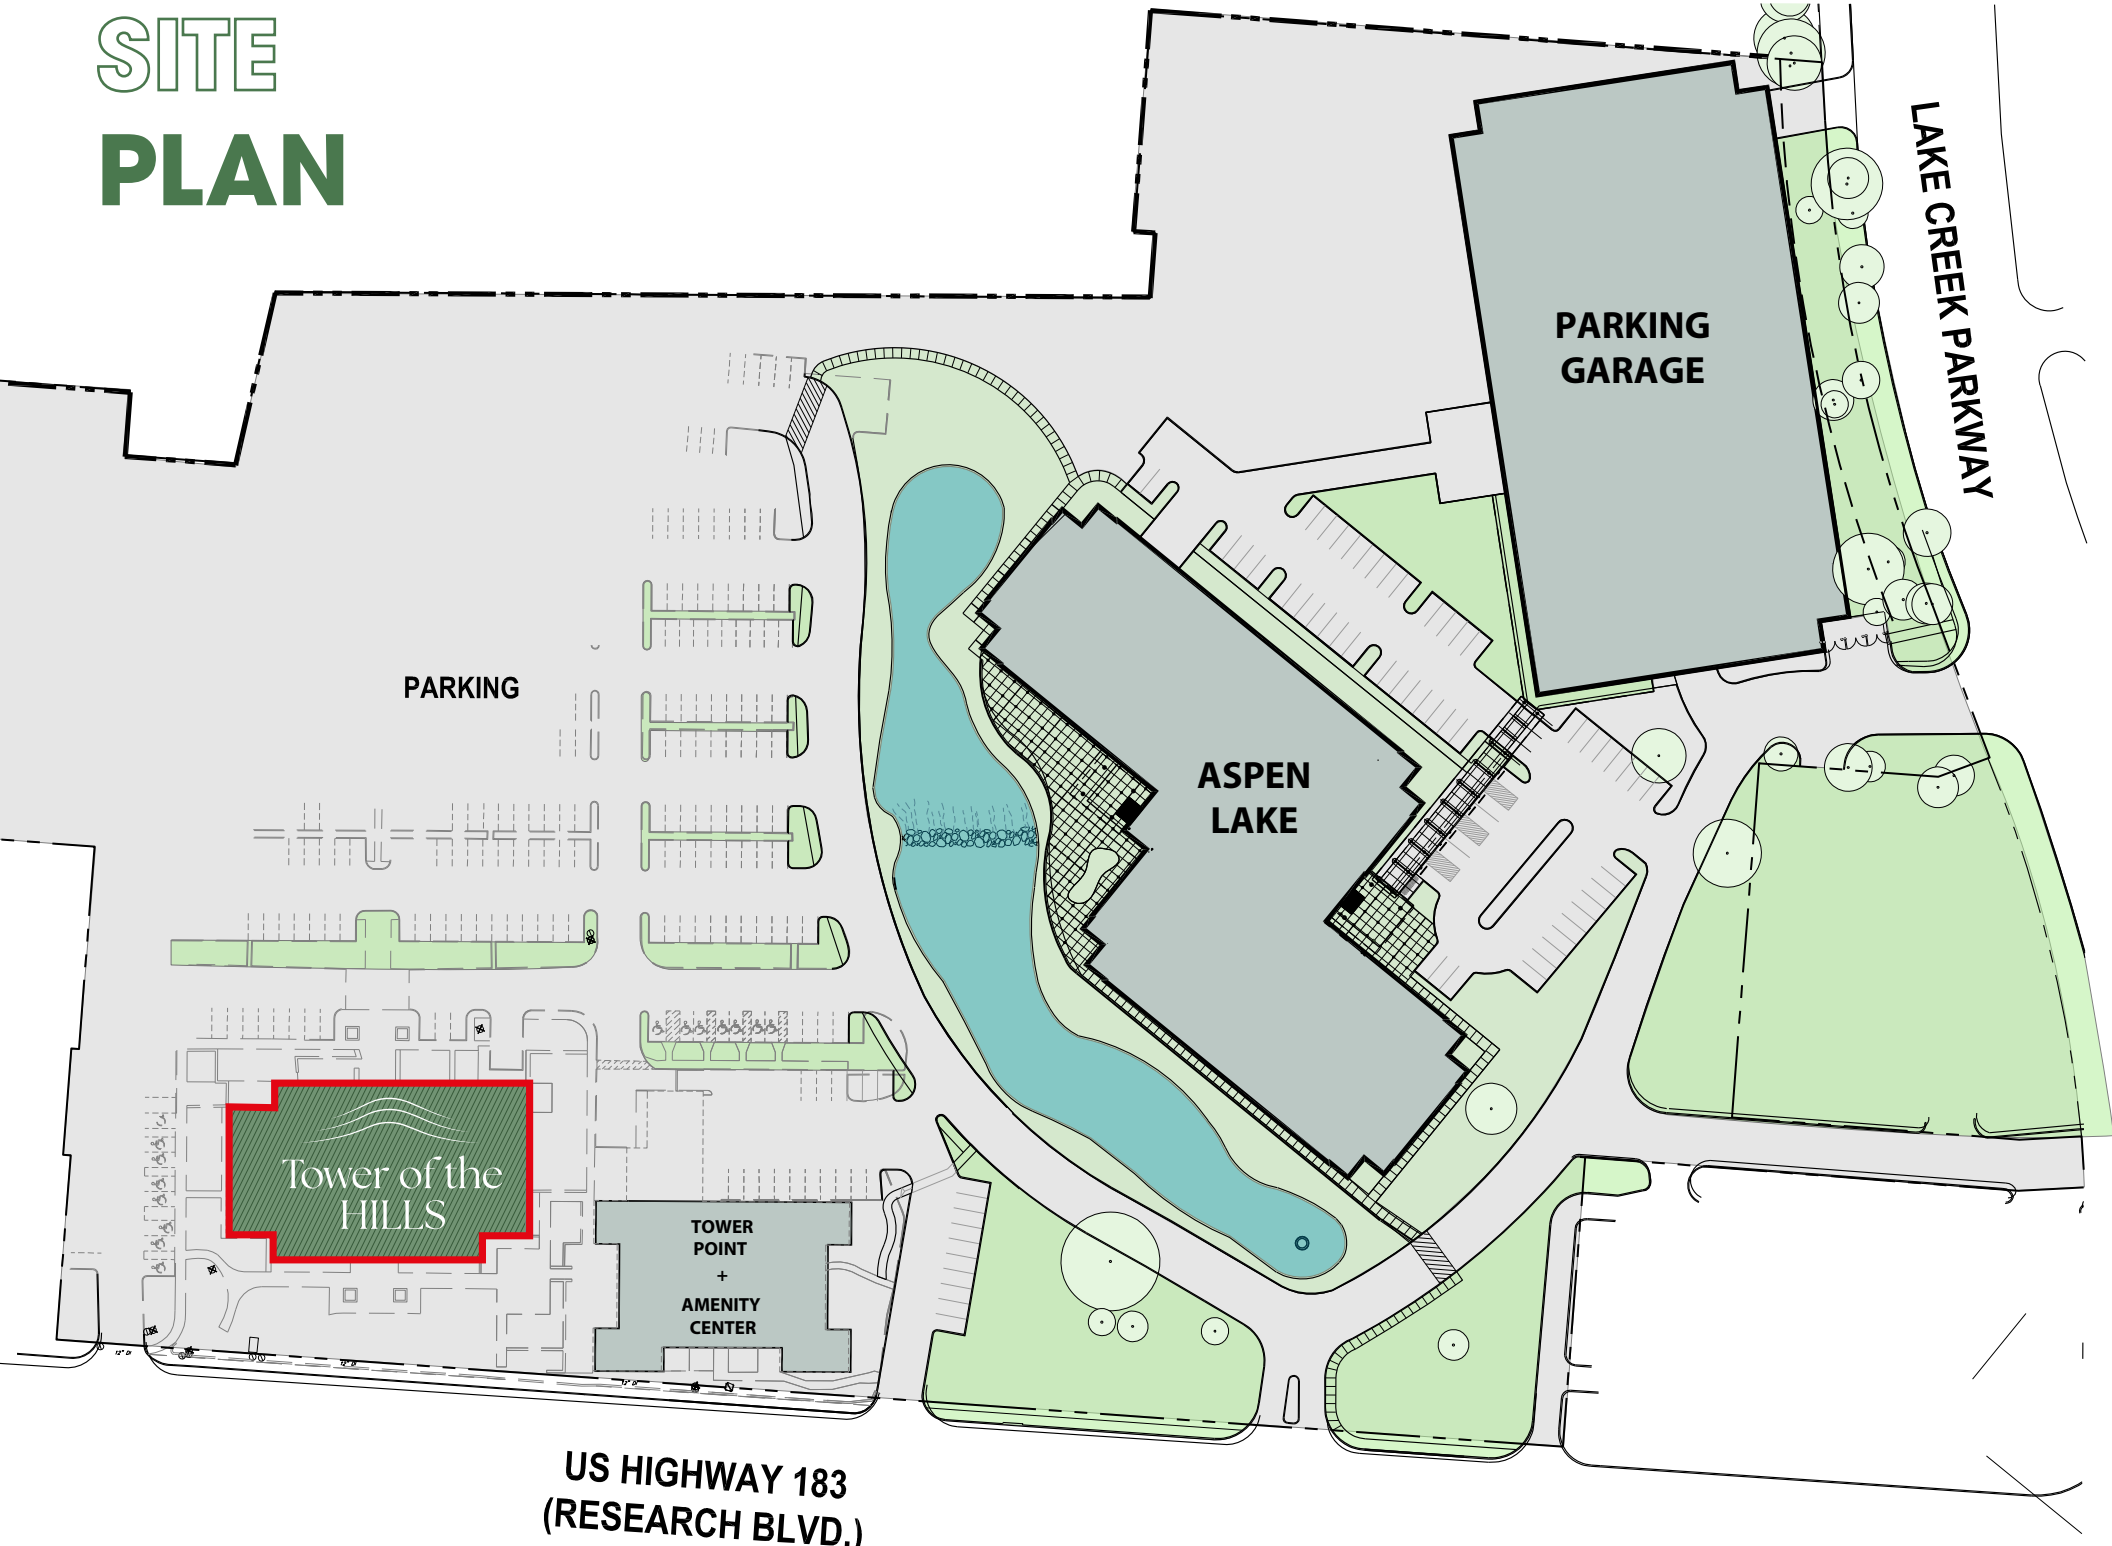 SITE
PLAN
LAKE CREEK PARKWAY
PARKING
GARAGE
PARKING
ASPEN
LAKE
Tower of the
HILLS
TOWER
POINT
+
AMENITY
CENTER
US HIGHWAY 183
(RESEARCH BLVD.)